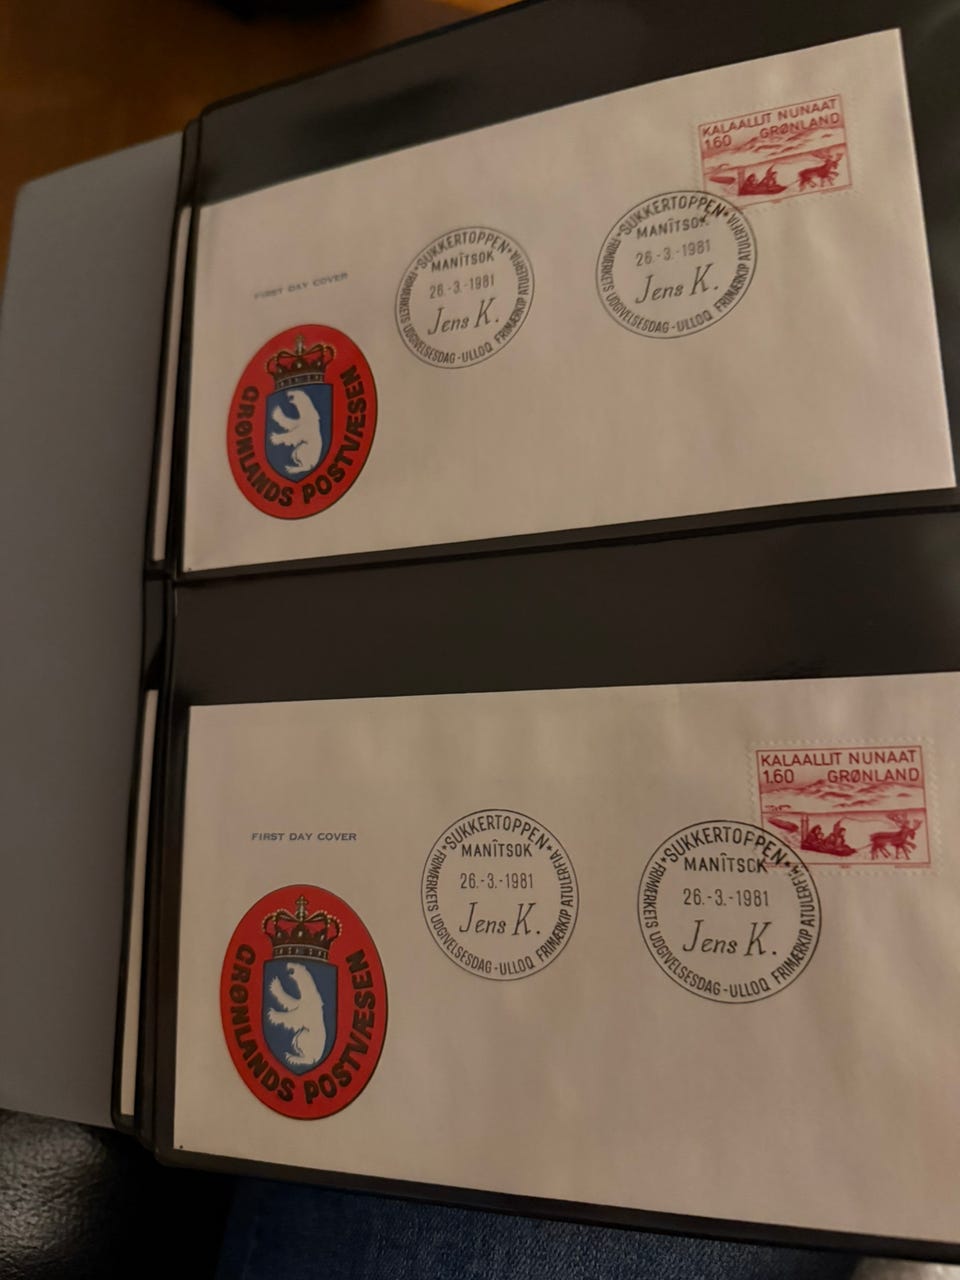 KALAALLIT NUNAAT
1.60 GRØNLAND
★SUKKERTOPPEN★
MANÎTSOK
26.-3.-1981
Jens K.
FRIMÆRKETS UDGIVELSESDAG-ULLOQ FRIMÆRKIP ATULERFIA
★SUKKERTOPPEN★
MANÎTSOK
26.-3.-1981
Jens K.
FRIMÆRKETS UDGIVELSESDAG-ULLOQ FRIMÆRKIP ATULERFIA
FIRST DAY COVER
GRØNLANDS POSTVÆSEN
KALAALLIT NUNAAT
1.60 GRØNLAND
★SUKKERTOPPEN★
MANÎTSOK
26.-3.-1981
Jens K.
FRIMÆRKETS UDGIVELSESDAG-ULLOQ FRIMÆRKIP ATULERFIA
★SUKKERTOPPEN★
MANÎTSOK
26.-3.-1981
Jens K.
FRIMÆRKETS UDGIVELSESDAG-ULLOQ FRIMÆRKIP ATULERFIA
FIRST DAY COVER
GRØNLANDS POSTVÆSEN